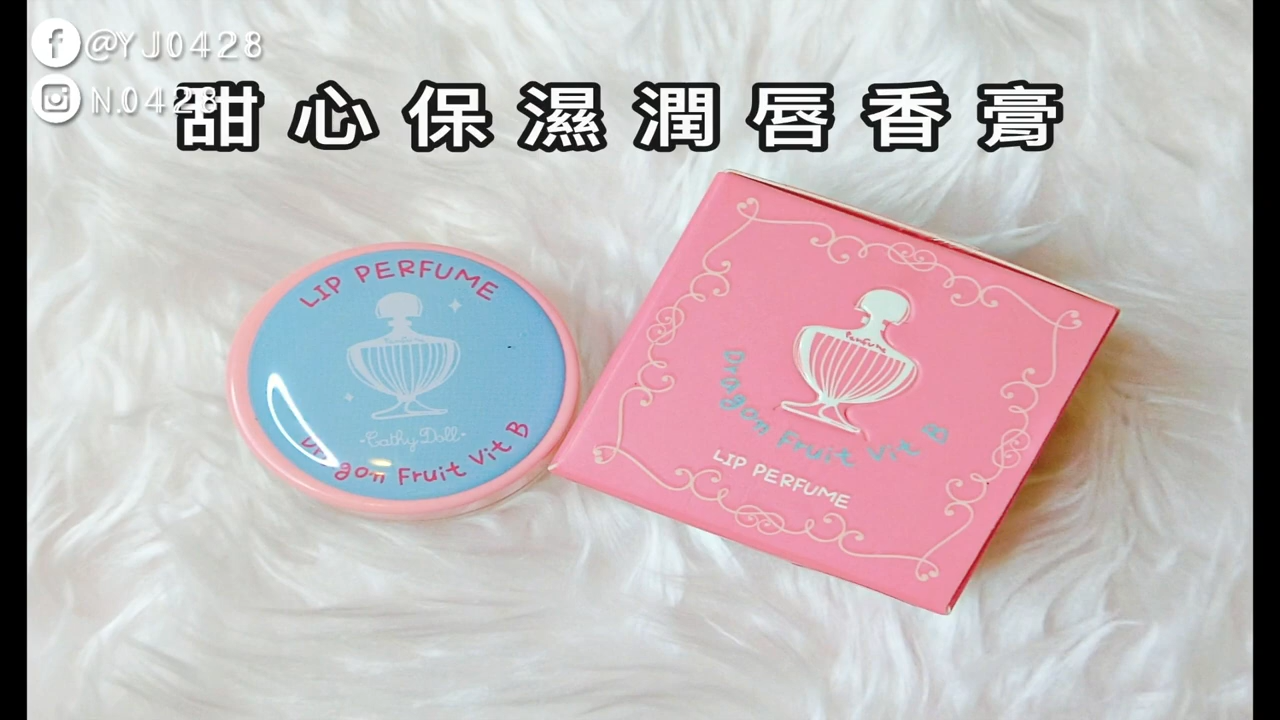 @YJ0428
N.0428
甜心保濕潤唇香膏
LIP PERFUME
-Cathy Doll-
Dragon Fruit Vit B
Perfume
Dragon Fruit Vit B
LIP PERFUME